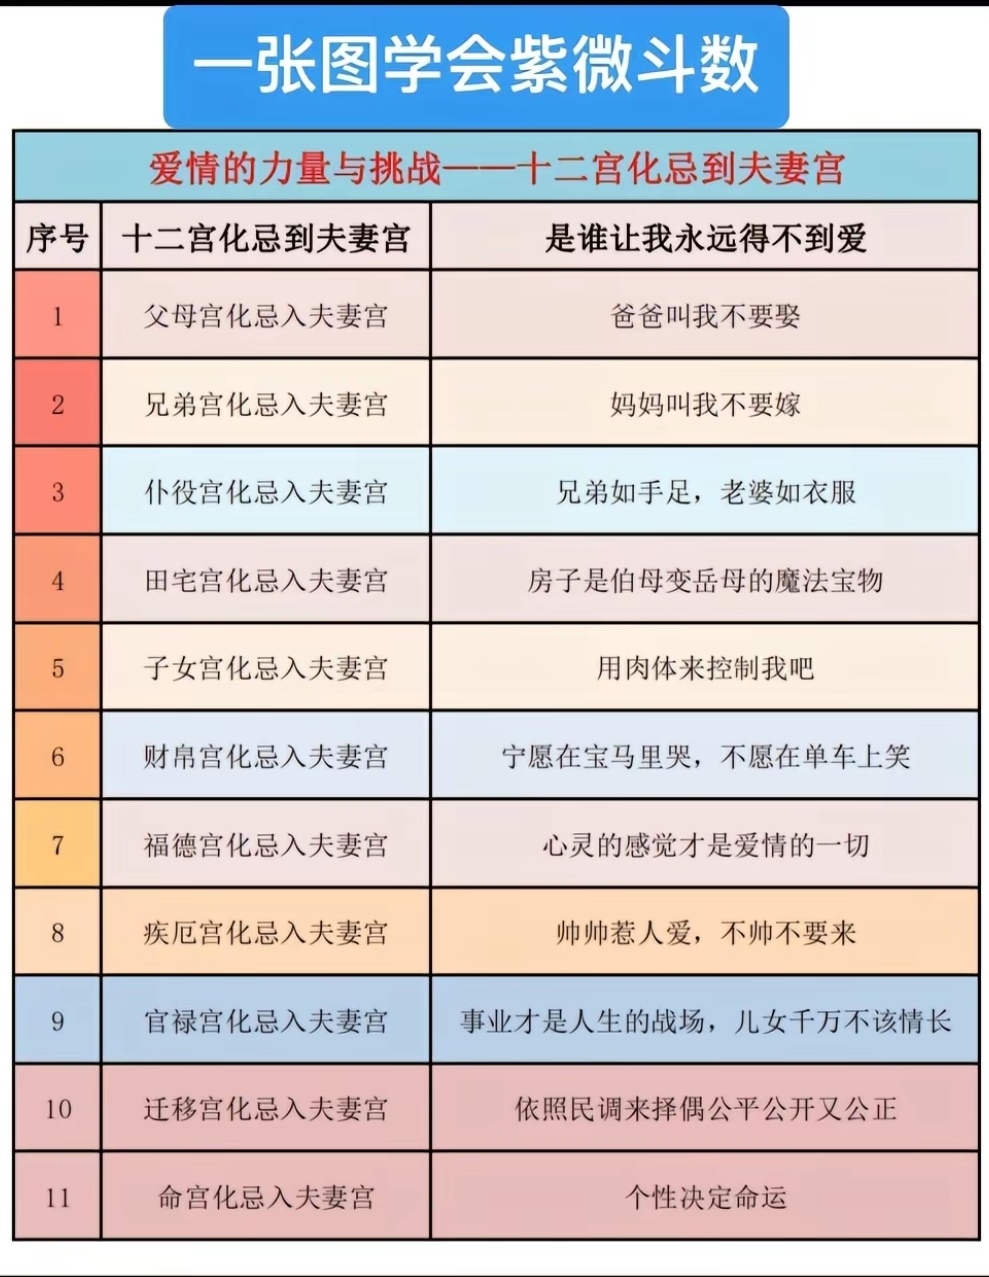 一张图学会紫微斗数
爱情的力量与挑战——十二宫化忌到夫妻宫
序号 十二宫化忌到夫妻宫 是谁让我永远得不到爱
1 父母宫化忌入夫妻宫 爸爸叫我不要娶
2 兄弟宫化忌入夫妻宫 妈妈叫我不要嫁
3 仆役宫化忌入夫妻宫 兄弟如手足，老婆如衣服
4 田宅宫化忌入夫妻宫 房子是伯母变岳母的魔法宝物
5 子女宫化忌入夫妻宫 用肉体来控制我吧
6 财帛宫化忌入夫妻宫 宁愿在宝马里哭，不愿在单车上笑
7 福德宫化忌入夫妻宫 心灵的感觉才是爱情的一切
8 疾厄宫化忌入夫妻宫 帅帅惹人爱，不帅不要来
9 官禄宫化忌入夫妻宫 事业才是人生的战场，儿女千万不该情长
10 迁移宫化忌入夫妻宫 依照民调来择偶公平公开又公正
11 命宫化忌入夫妻宫 个性决定命运